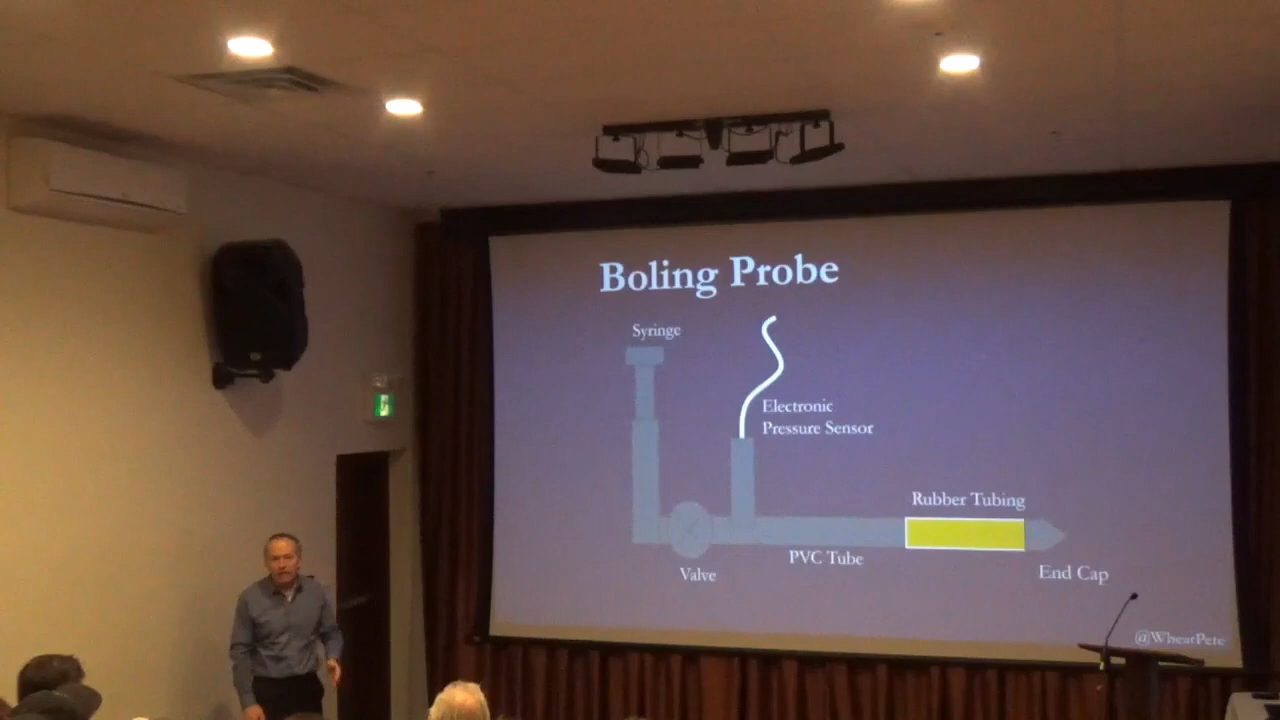 Boling Probe
Syringe
Electronic
Pressure Sensor
Rubber Tubing
PVC Tube
Valve
End Cap
@WheatPete